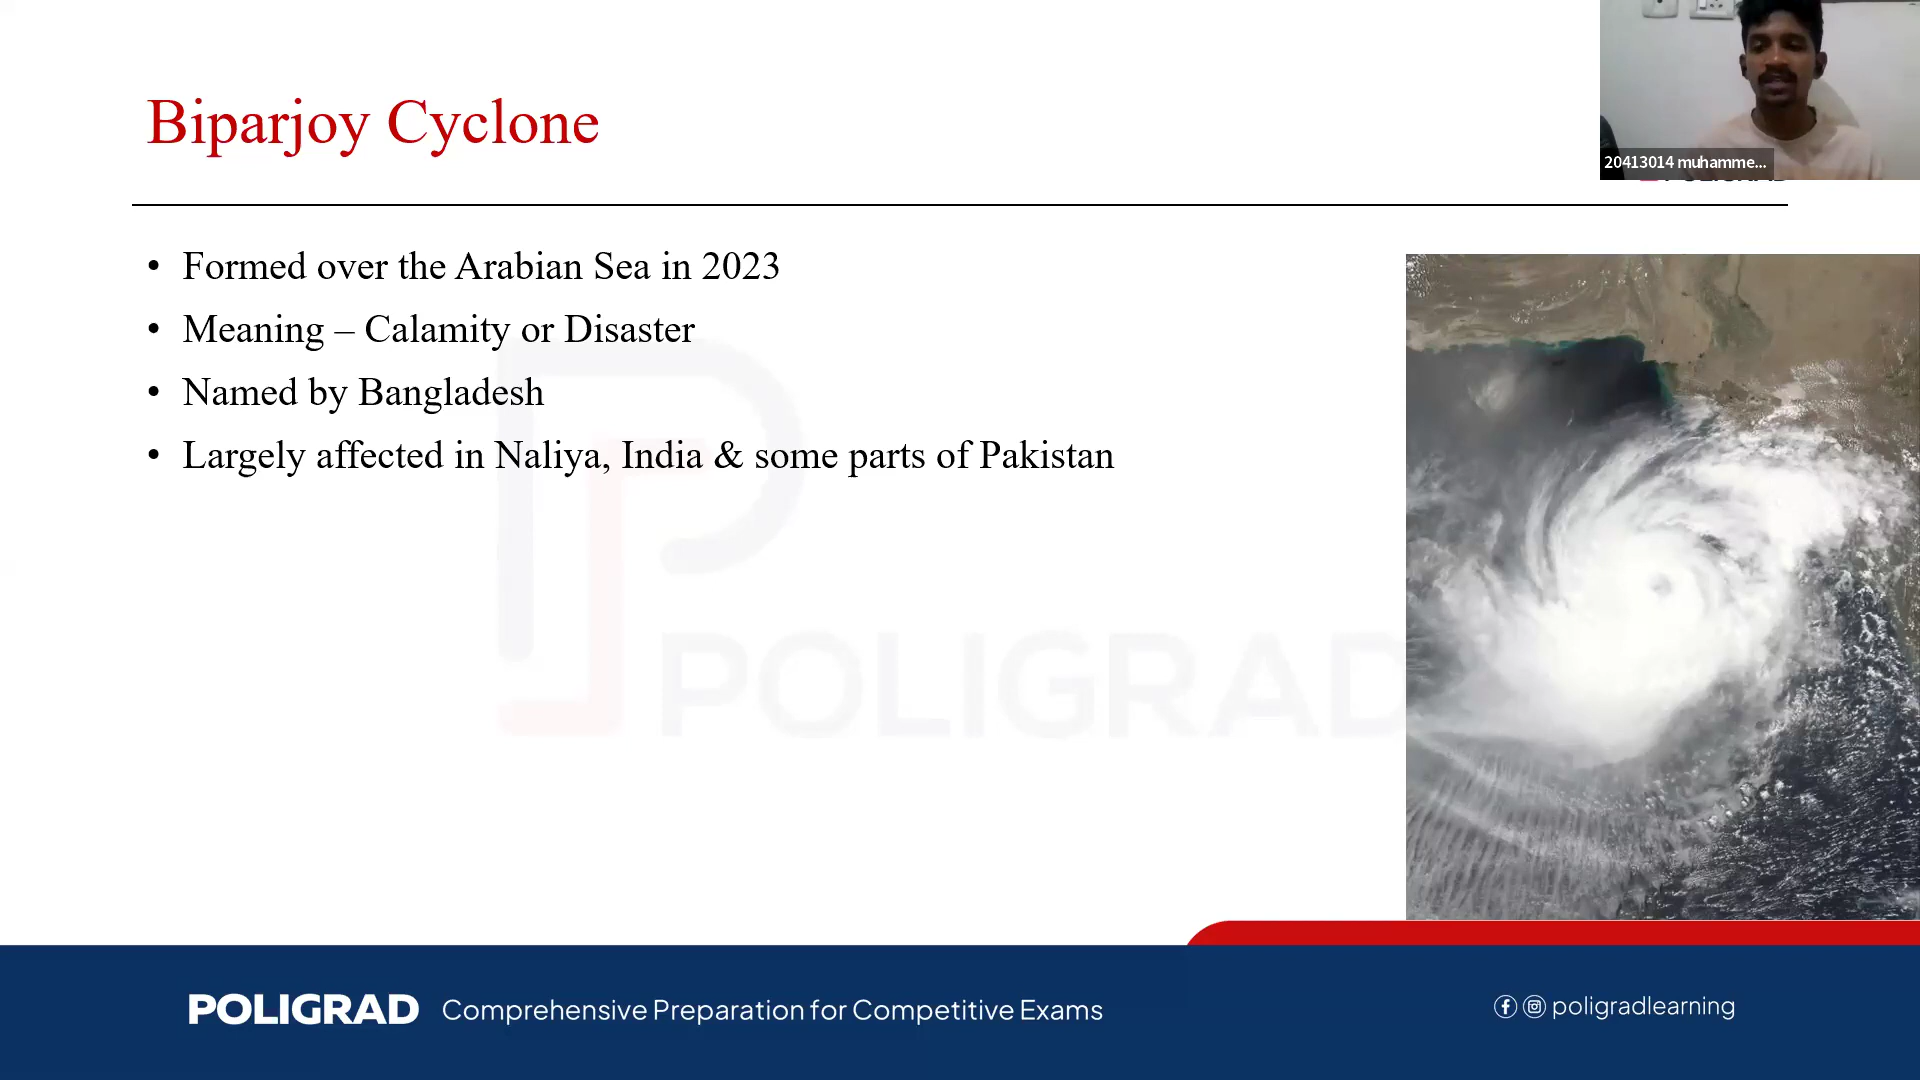 Biparjoy Cyclone
20413014 muhamme...
• Formed over the Arabian Sea in 2023
• Meaning – Calamity or Disaster
• Named by Bangladesh
• Largely affected in Naliya, India & some parts of Pakistan
POLIGRAD
POLIGRAD Comprehensive Preparation for Competitive Exams
poligradlearning